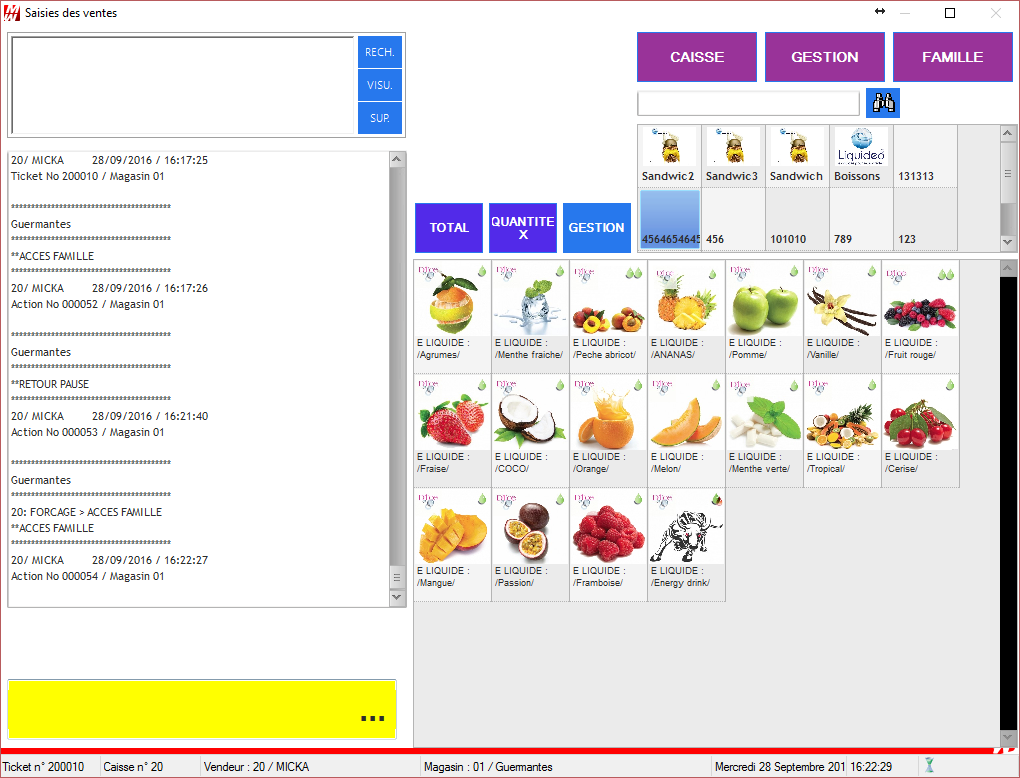 Saisies des ventes
RECH.
VISU.
SUP.
CAISSE
GESTION
FAMILLE
20/ MICKA 28/09/2016 / 16:17:25
Ticket No 200010 / Magasin 01
****************************************
Guermantes
****************************************
**ACCES FAMILLE
****************************************
20/ MICKA 28/09/2016 / 16:17:26
Action No 000052 / Magasin 01
****************************************
Guermantes
****************************************
**RETOUR PAUSE
****************************************
20/ MICKA 28/09/2016 / 16:21:40
Action No 000053 / Magasin 01
****************************************
Guermantes
****************************************
20: FORCAGE > ACCES FAMILLE
**ACCES FAMILLE
****************************************
20/ MICKA 28/09/2016 / 16:22:27
Action No 000054 / Magasin 01
...
TOTAL
QUANTITE
X
GESTION
Liquideo
Sandwic2 Sandwic3 Sandwich Boissons 131313
4564654645 456 101010 789 123
E LIQUIDE : E LIQUIDE : E LIQUIDE : E LIQUIDE : E LIQUIDE : E LIQUIDE : E LIQUIDE :
/Agrumes/ /Menthe fraiche/ /Peche abricot/ /ANANAS/ /Pomme/ /Vanille/ /Fruit rouge/
E LIQUIDE : E LIQUIDE : E LIQUIDE : E LIQUIDE : E LIQUIDE : E LIQUIDE : E LIQUIDE :
/Fraise/ /COCO/ /Orange/ /Melon/ /Menthe verte/ /Tropical/ /Cerise/
E LIQUIDE : E LIQUIDE : E LIQUIDE : E LIQUIDE :
/Mangue/ /Passion/ /Framboise/ /Energy drink/
Ticket n° 200010 Caisse n° 20 Vendeur : 20 / MICKA Magasin : 01 / Guermantes Mercredi 28 Septembre 201 16:22:29